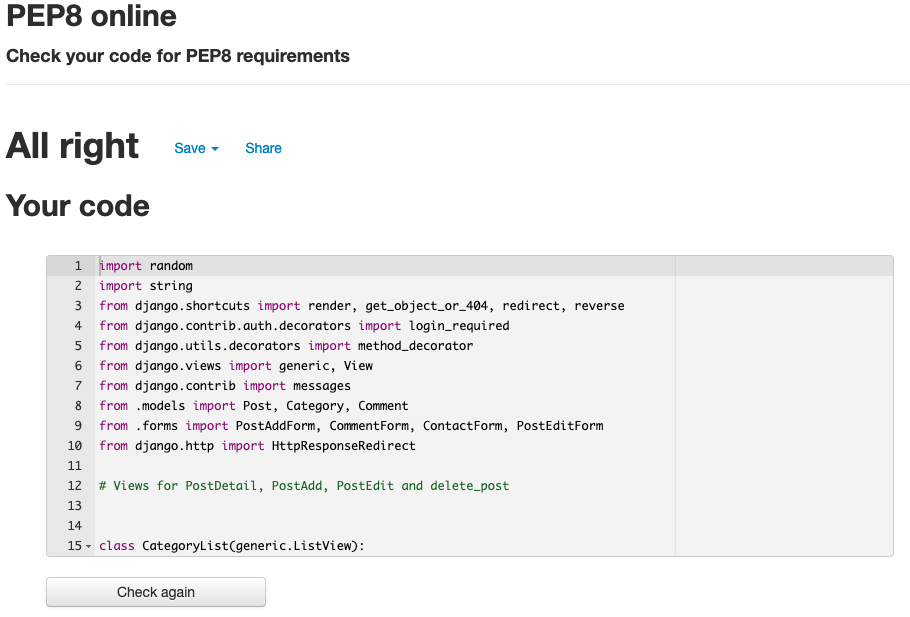 PEP8 online
Check your code for PEP8 requirements
All right Save Share
Your code
1 import random
2 import string
3 from django.shortcuts import render, get_object_or_404, redirect, reverse
4 from django.contrib.auth.decorators import login_required
5 from django.utils.decorators import method_decorator
6 from django.views import generic, View
7 from django.contrib import messages
8 from .models import Post, Category, Comment
9 from .forms import PostAddForm, CommentForm, ContactForm, PostEditForm
10 from django.http import HttpResponseRedirect
11
12 # Views for PostDetail, PostAdd, PostEdit and delete_post
13
14
15 class CategoryList(generic.ListView):
Check again